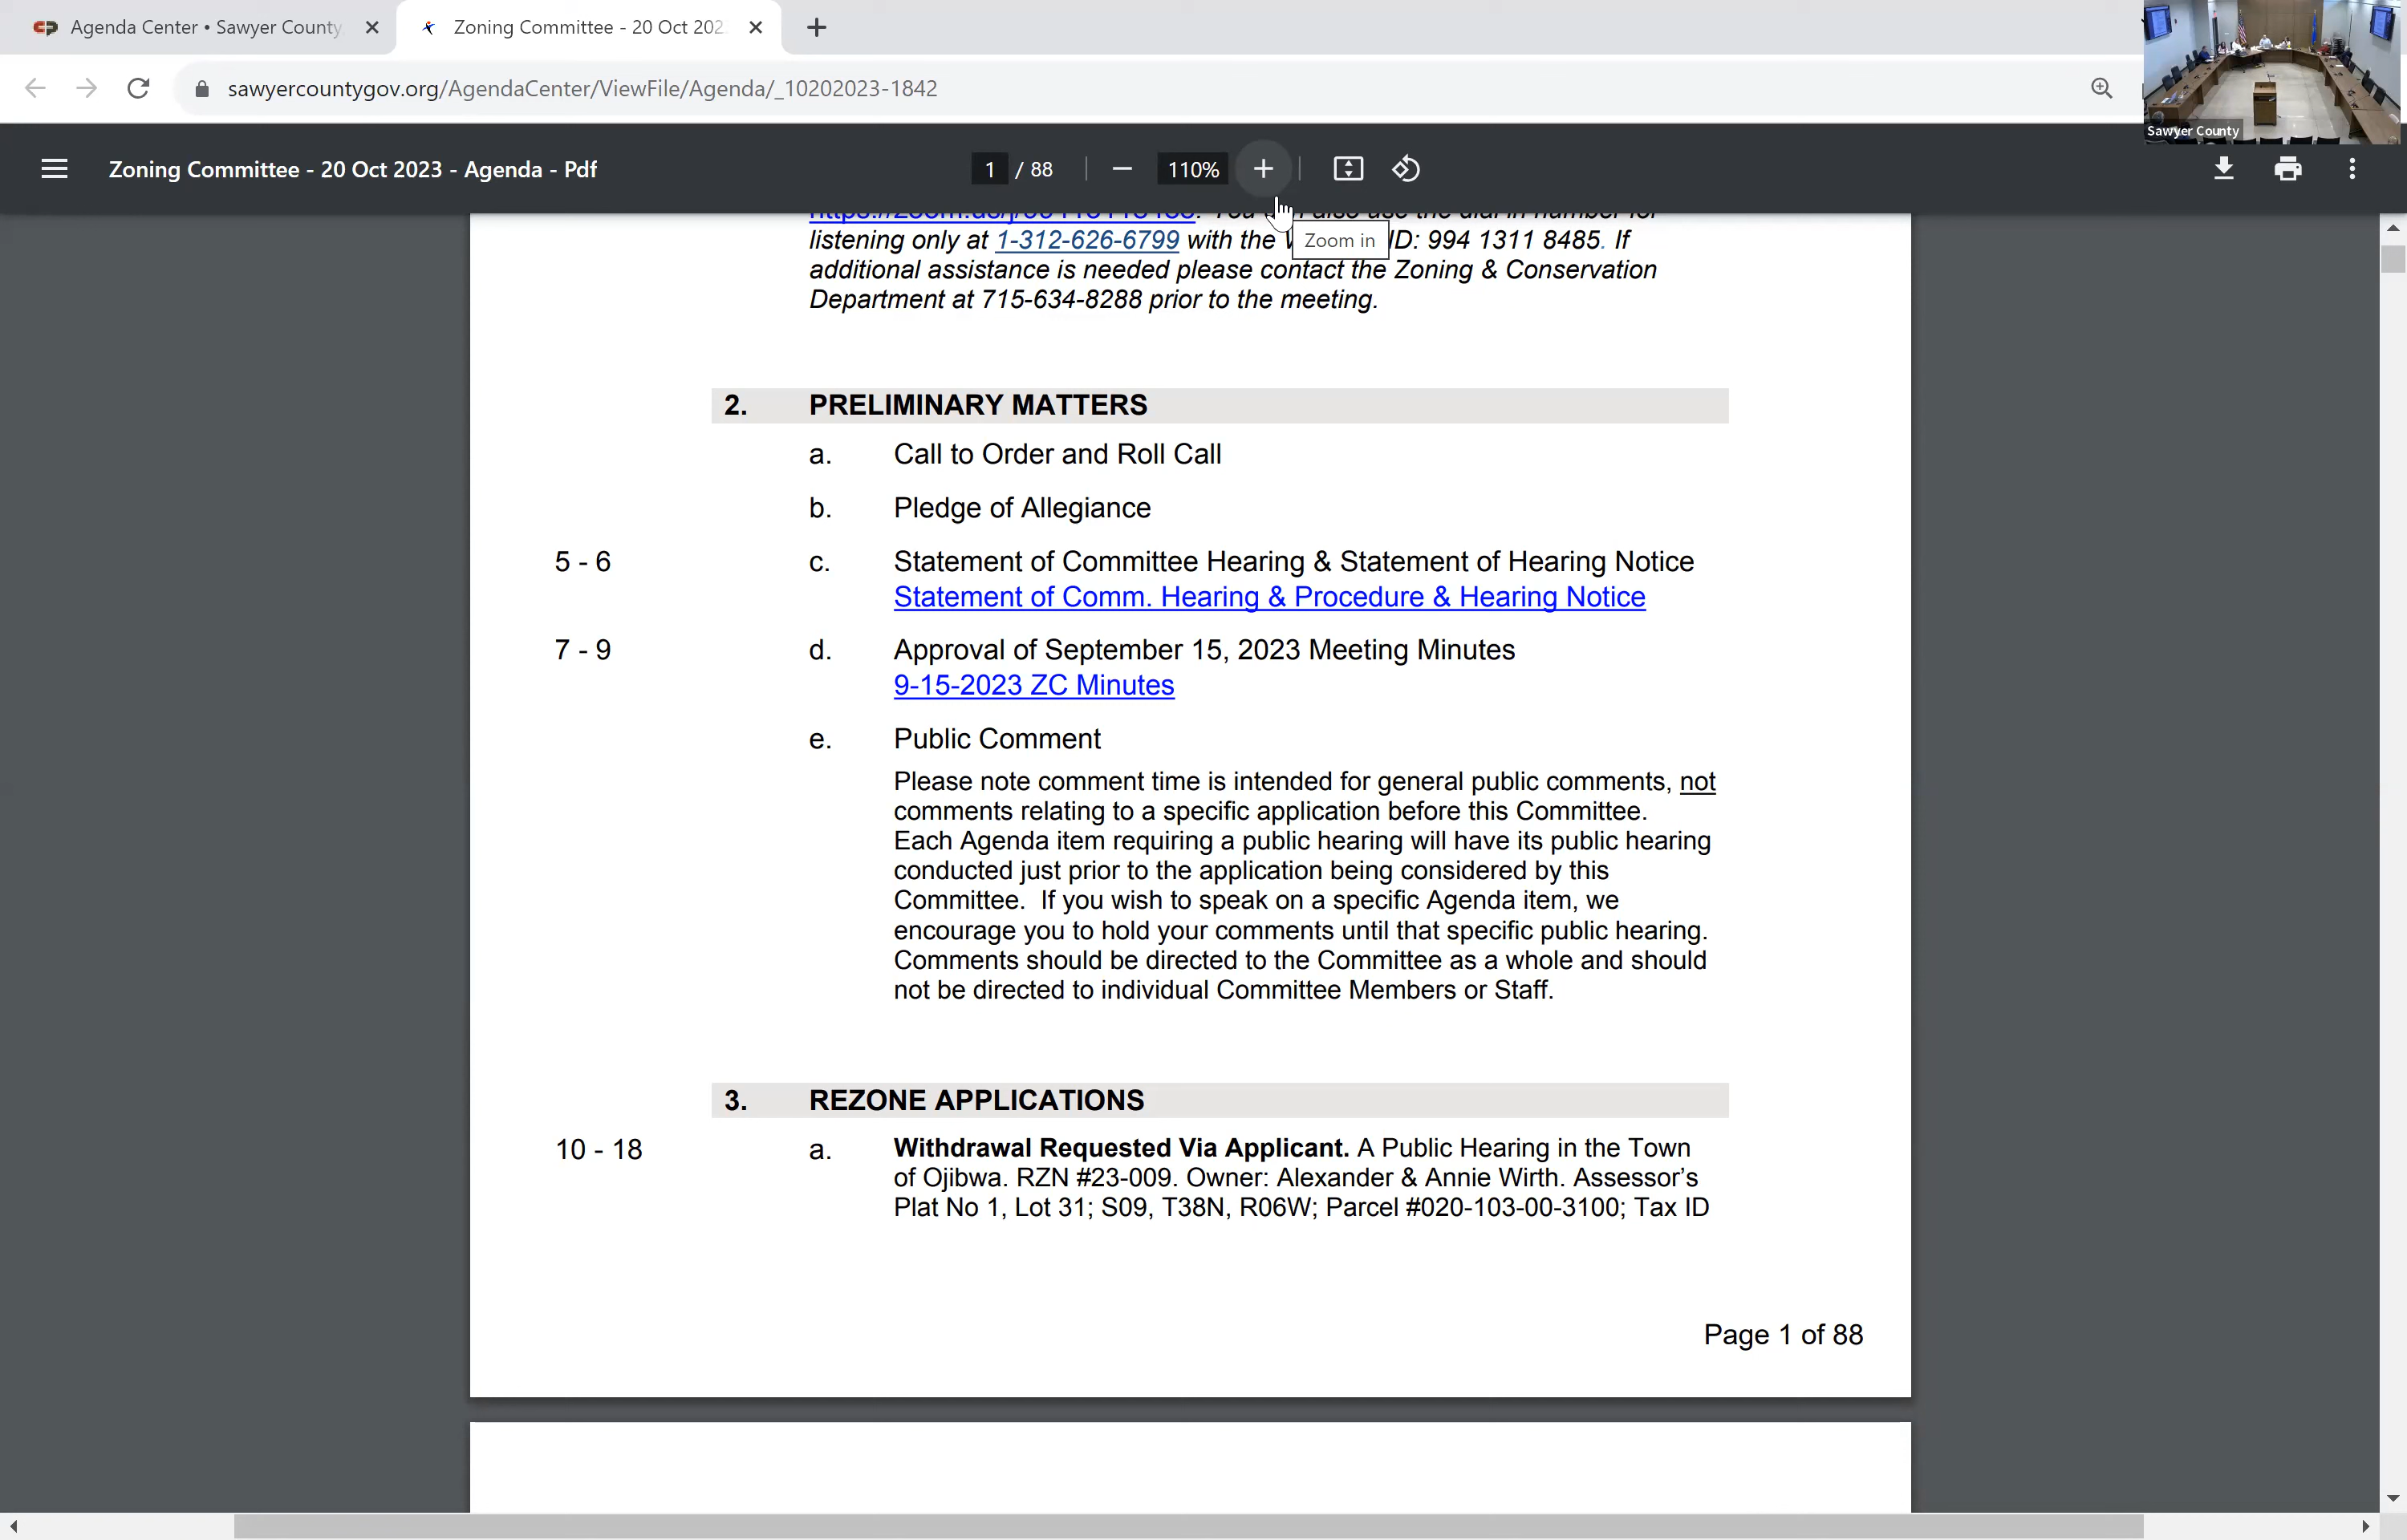 Agenda Center • Sawyer County
Zoning Committee - 20 Oct 202
sawyercountygov.org/AgendaCenter/ViewFile/Agenda/_10202023-1842
Sawyer County
Zoning Committee - 20 Oct 2023 - Agenda - Pdf
1 / 88
110%
Zoom in
listening only at 1-312-626-6799 with the ID: 994 1311 8485. If
additional assistance is needed please contact the Zoning & Conservation
Department at 715-634-8288 prior to the meeting.
2. PRELIMINARY MATTERS
a. Call to Order and Roll Call
b. Pledge of Allegiance
5 - 6 c. Statement of Committee Hearing & Statement of Hearing Notice
Statement of Comm. Hearing & Procedure & Hearing Notice
7 - 9 d. Approval of September 15, 2023 Meeting Minutes
9-15-2023 ZC Minutes
e. Public Comment
Please note comment time is intended for general public comments, not
comments relating to a specific application before this Committee.
Each Agenda item requiring a public hearing will have its public hearing
conducted just prior to the application being considered by this
Committee. If you wish to speak on a specific Agenda item, we
encourage you to hold your comments until that specific public hearing.
Comments should be directed to the Committee as a whole and should
not be directed to individual Committee Members or Staff.
3. REZONE APPLICATIONS
10 - 18 a. Withdrawal Requested Via Applicant. A Public Hearing in the Town
of Ojibwa. RZN #23-009. Owner: Alexander & Annie Wirth. Assessor's
Plat No 1, Lot 31; S09, T38N, R06W; Parcel #020-103-00-3100; Tax ID
Page 1 of 88